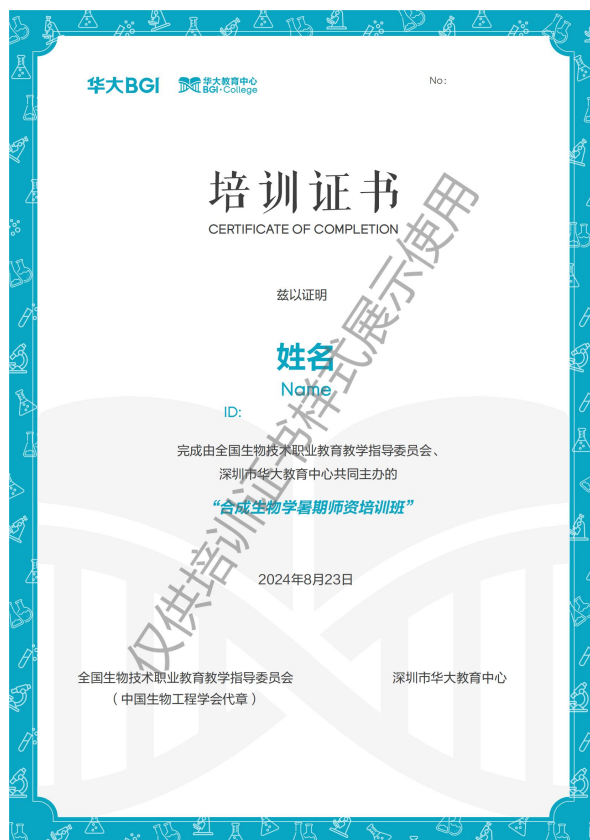 华大BGI 华大教育中心 No:
BGI·College
培训证书
CERTIFICATE OF COMPLETION
兹以证明
姓名
Name
ID:
完成由全国生物技术职业教育教学指导委员会、
深圳市华大教育中心共同主办的
“合成生物学暑期师资培训班”
2024年8月23日
全国生物技术职业教育教学指导委员会 深圳市华大教育中心
（中国生物工程学会代章）
仅供培训证书样式展示使用